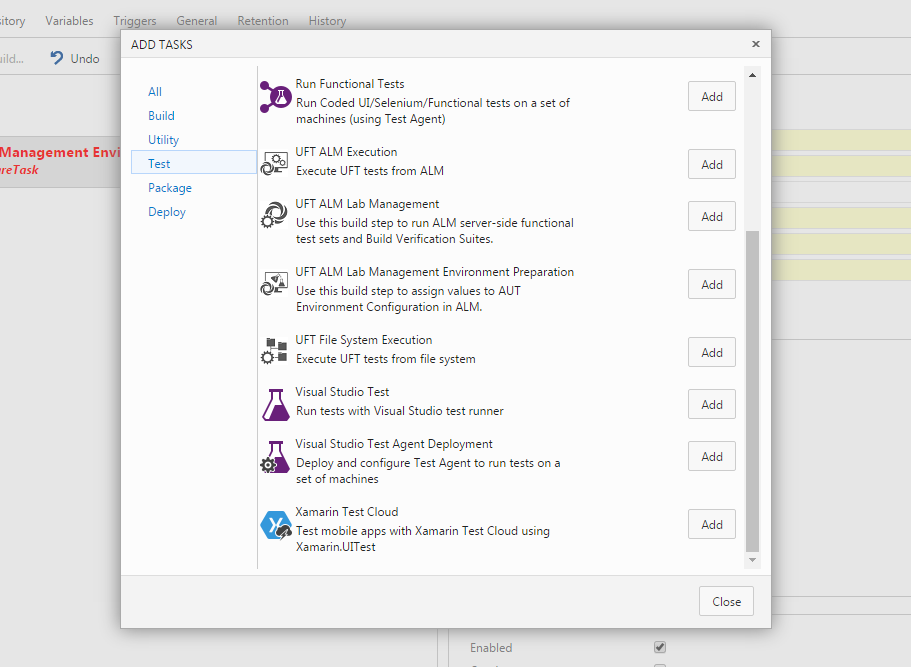 Variables Triggers General Retention History
ADD TASKS
Undo
All
Build
Utility
Test
Package
Deploy
Management
Run Functional Tests
Run Coded UI/Selenium/Functional tests on a set of
machines (using Test Agent)
Add
UFT ALM Execution
Execute UFT tests from ALM
Add
UFT ALM Lab Management
Use this build step to run ALM server-side functional
test sets and Build Verification Suites.
Add
UFT ALM Lab Management Environment Preparation
Use this build step to assign values to AUT
Environment Configuration in ALM.
Add
UFT File System Execution
Execute UFT tests from file system
Add
Visual Studio Test
Run tests with Visual Studio test runner
Add
Visual Studio Test Agent Deployment
Deploy and configure Test Agent to run tests on a
set of machines
Add
Xamarin Test Cloud
Test mobile apps with Xamarin Test Cloud using
Xamarin.UITest
Add
Close
Enabled